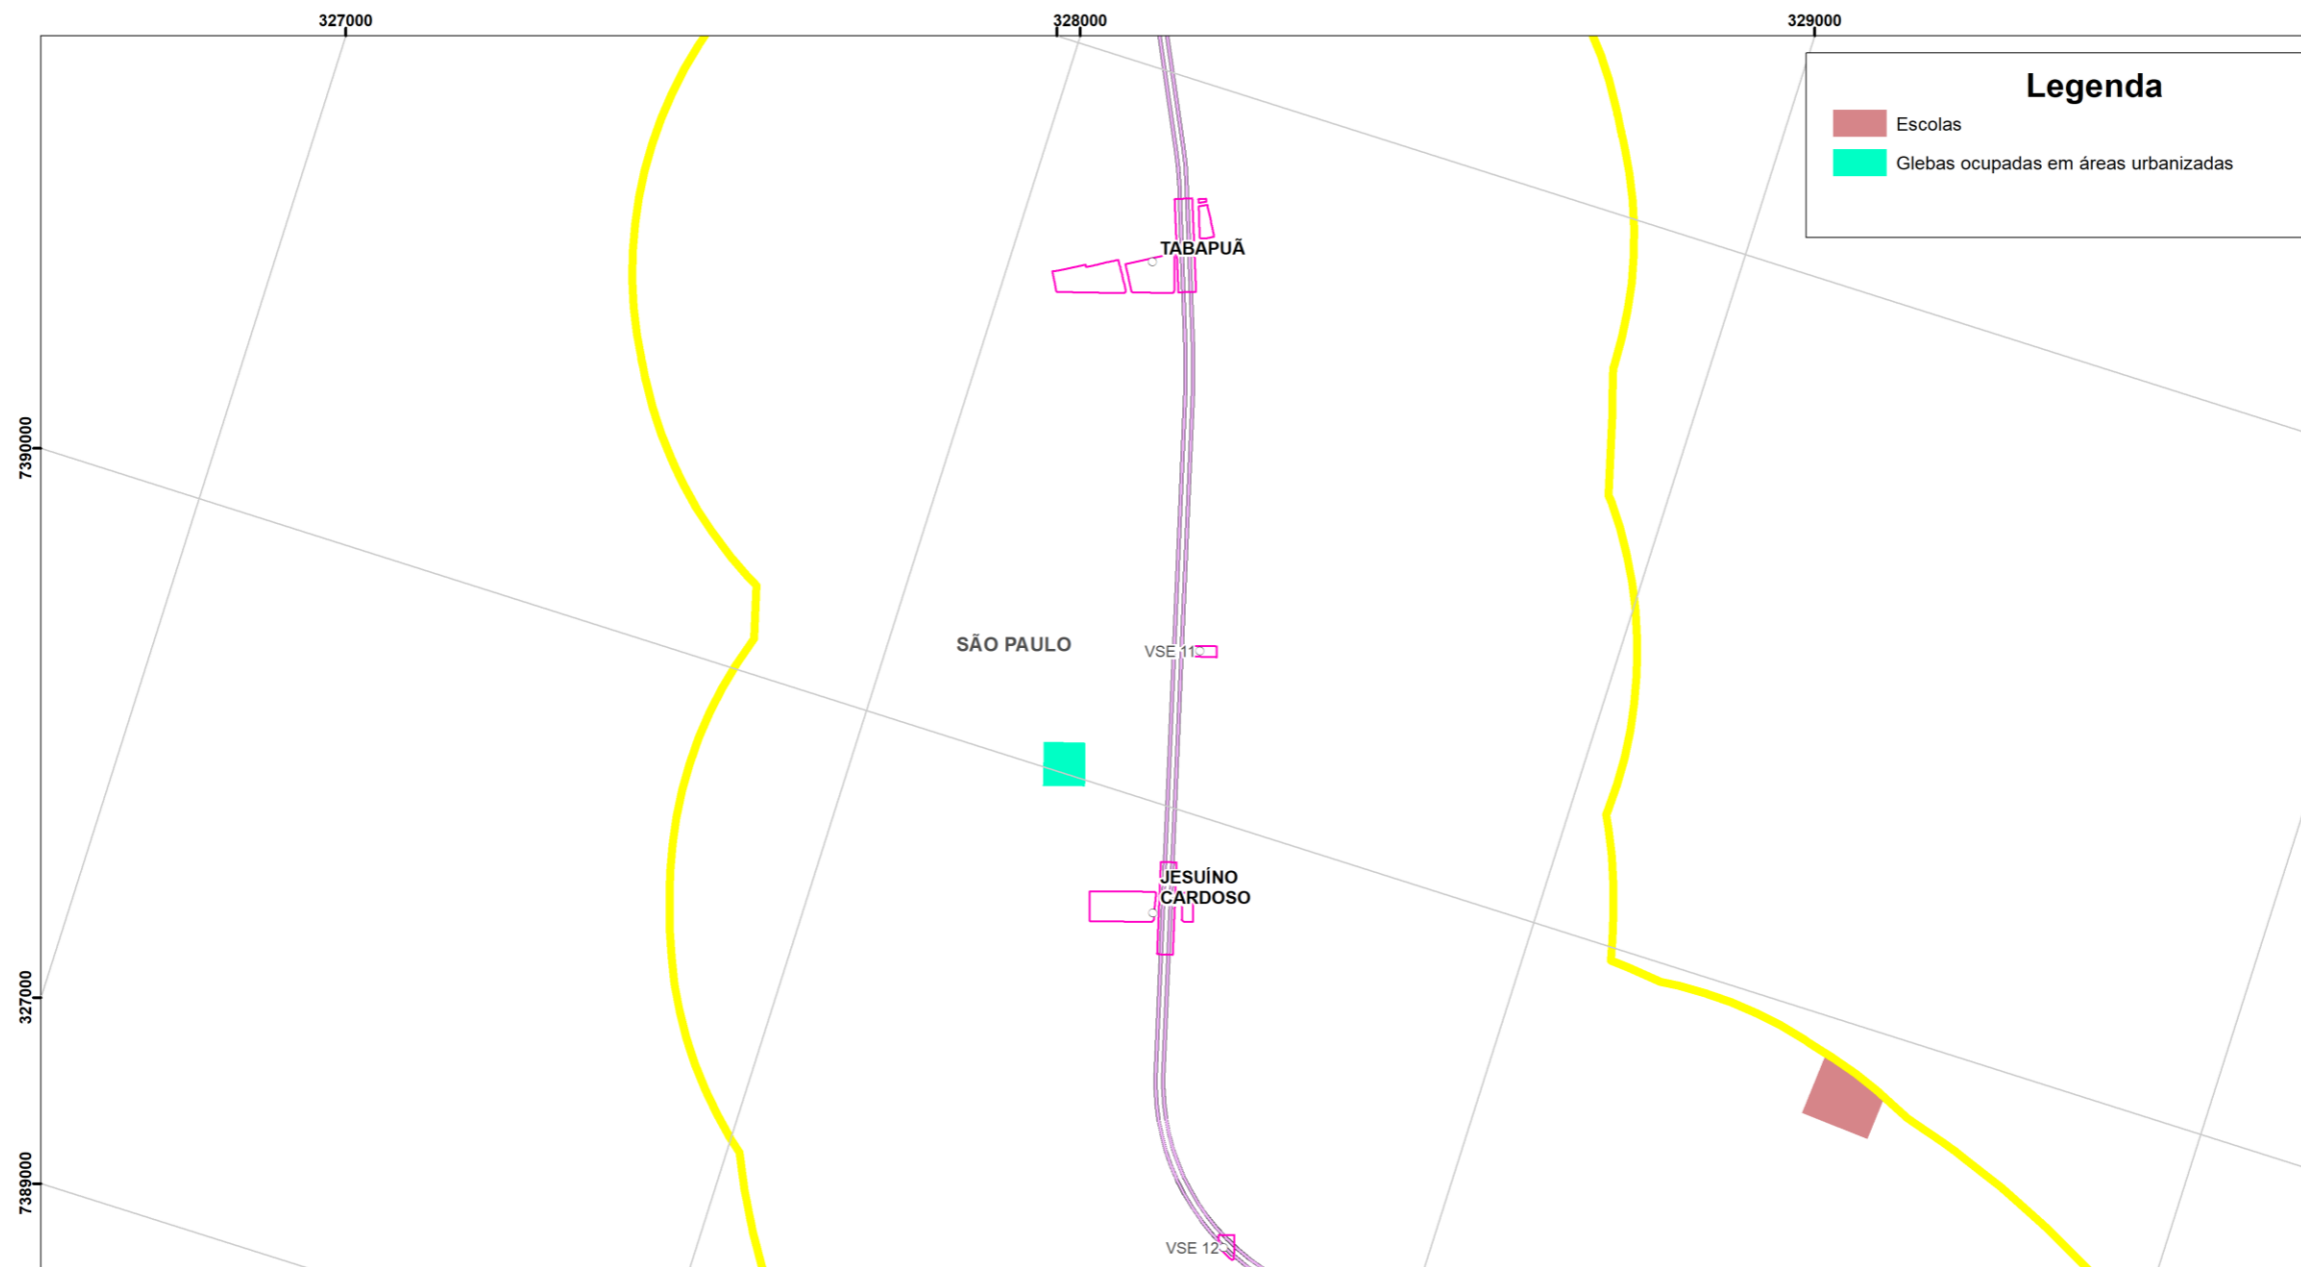 327000
328000
329000
Legenda
Escolas
Glebas ocupadas em áreas urbanizadas
TABAPUÃ
7390000
SÃO PAULO
VSE 11
JESUÍNO
CARDOSO
327000
7389000
VSE 12